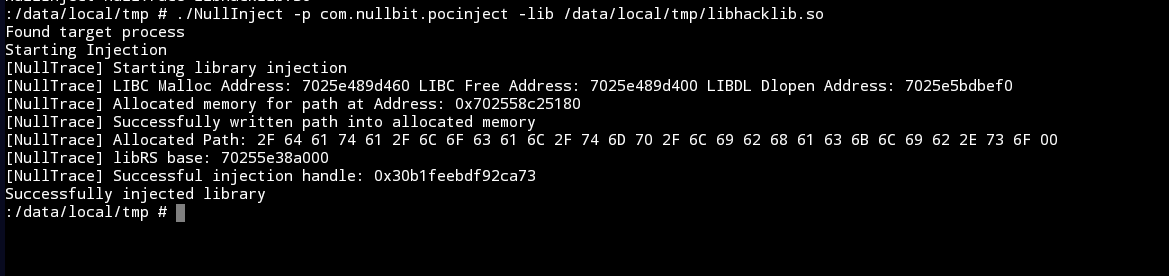 :/data/local/tmp # ./NullInject -p com.nullbit.pocinject -lib /data/local/tmp/libhacklib.so
Found target process
Starting Injection
[NullTrace] Starting library injection
[NullTrace] LIBC Malloc Address: 7025e489d460 LIBC Free Address: 7025e489d400 LIBDL Dlopen Address: 7025e5bdbef0
[NullTrace] Allocated memory for path at Address: 0x702558c25180
[NullTrace] Successfully written path into allocated memory
[NullTrace] Allocated Path: 2F 64 61 74 61 2F 6C 6F 63 61 6C 2F 74 6D 70 2F 6C 69 62 68 61 63 6B 6C 69 62 2E 73 6F 00
[NullTrace] libRS base: 70255e38a000
[NullTrace] Successful injection handle: 0x30b1feebdf92ca73
Successfully injected library
:/data/local/tmp #